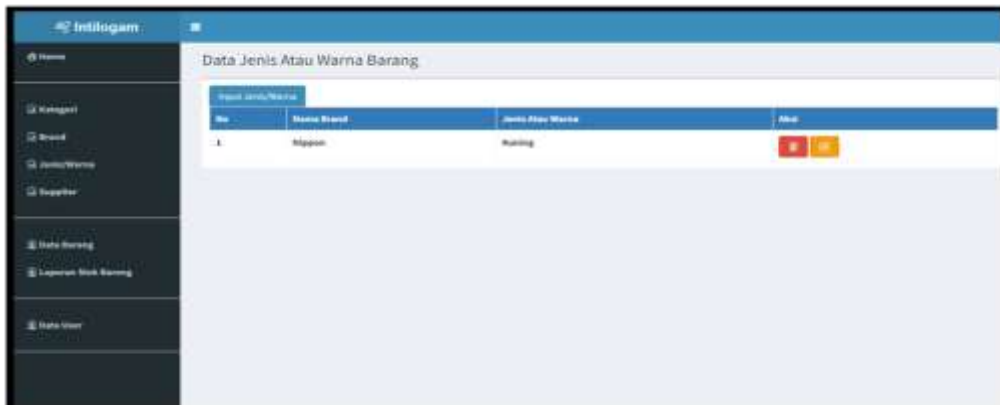 Intilogam
Home
Data Jenis Atau Warna Barang
Input Jenis/Warna
Kategori
Brand
Jenis/Warna
Supplier
No Nama Brand Jenis Atau Warna Aksi
1 Nippon Kuning
Data Barang
Laporan Stok Barang
Data User